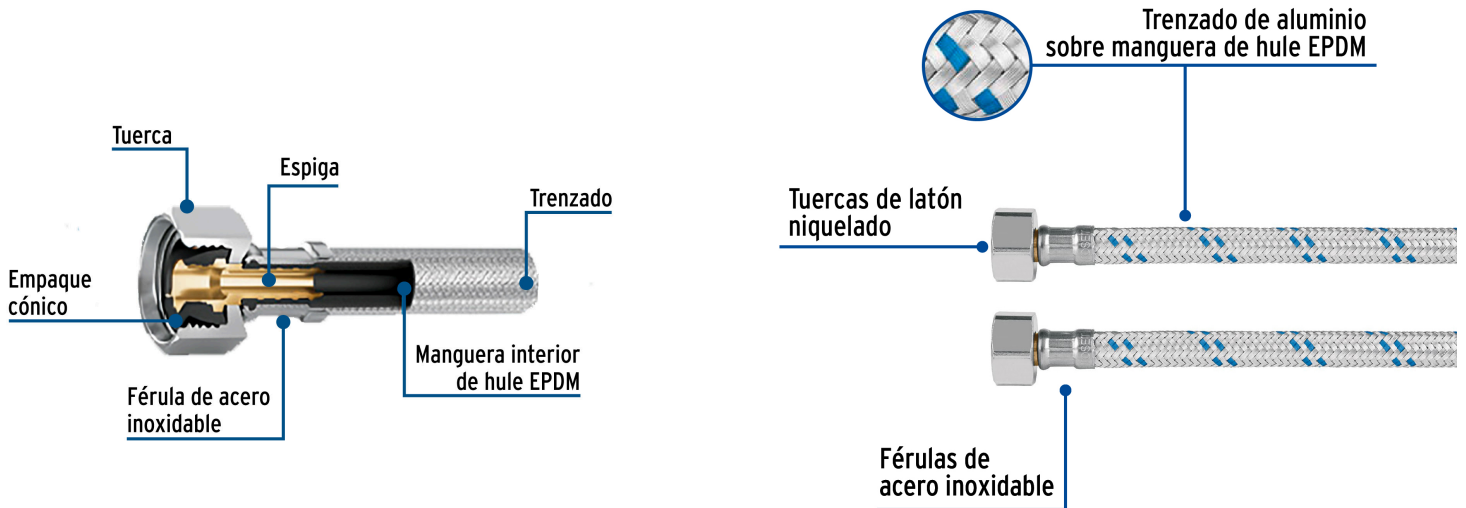 Tuerca
Espiga
Trenzado
Empaque
cónico
Manguera interior
de hule EPDM
Férula de acero
inoxidable
Trenzado de aluminio
sobre manguera de hule EPDM
Tuercas de latón
niquelado
Férulas de
acero inoxidable